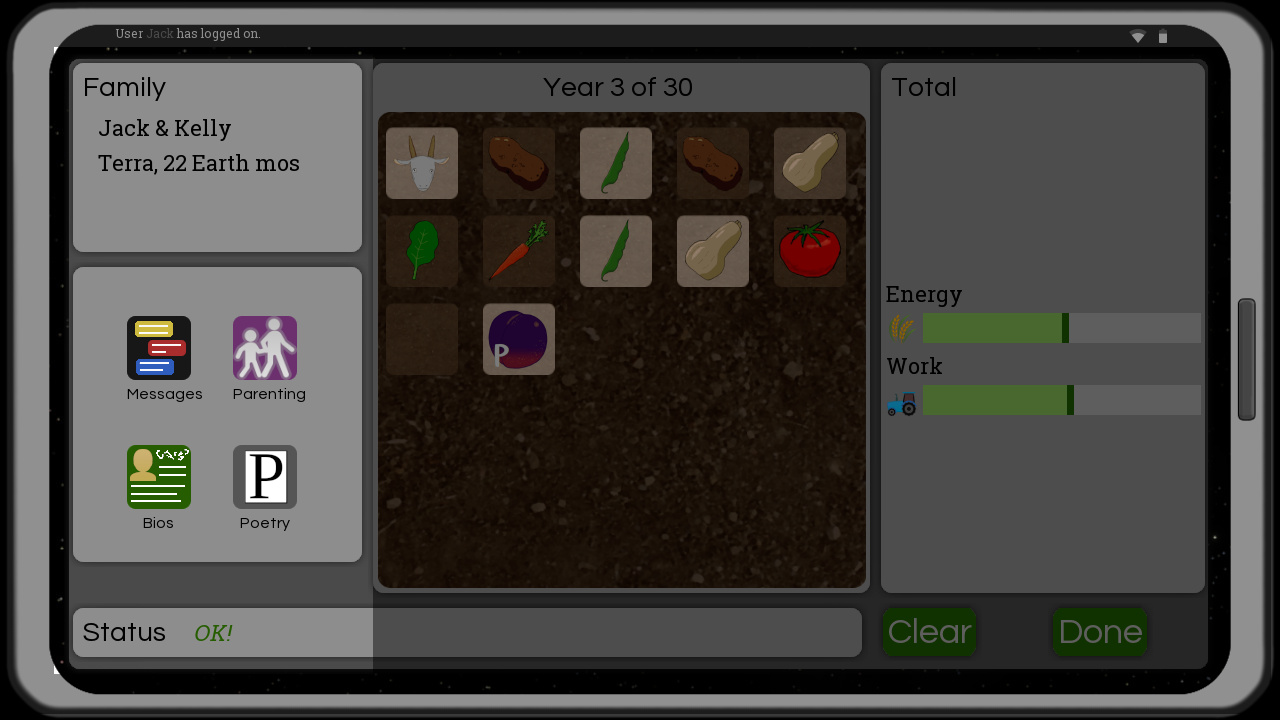 User Jack has logged on.
Family
Jack & Kelly
Terra, 22 Earth mos
Messages
Parenting
Bios
Poetry
P
Status OK!
Year 3 of 30
P
Total
Energy
Work
Clear
Done